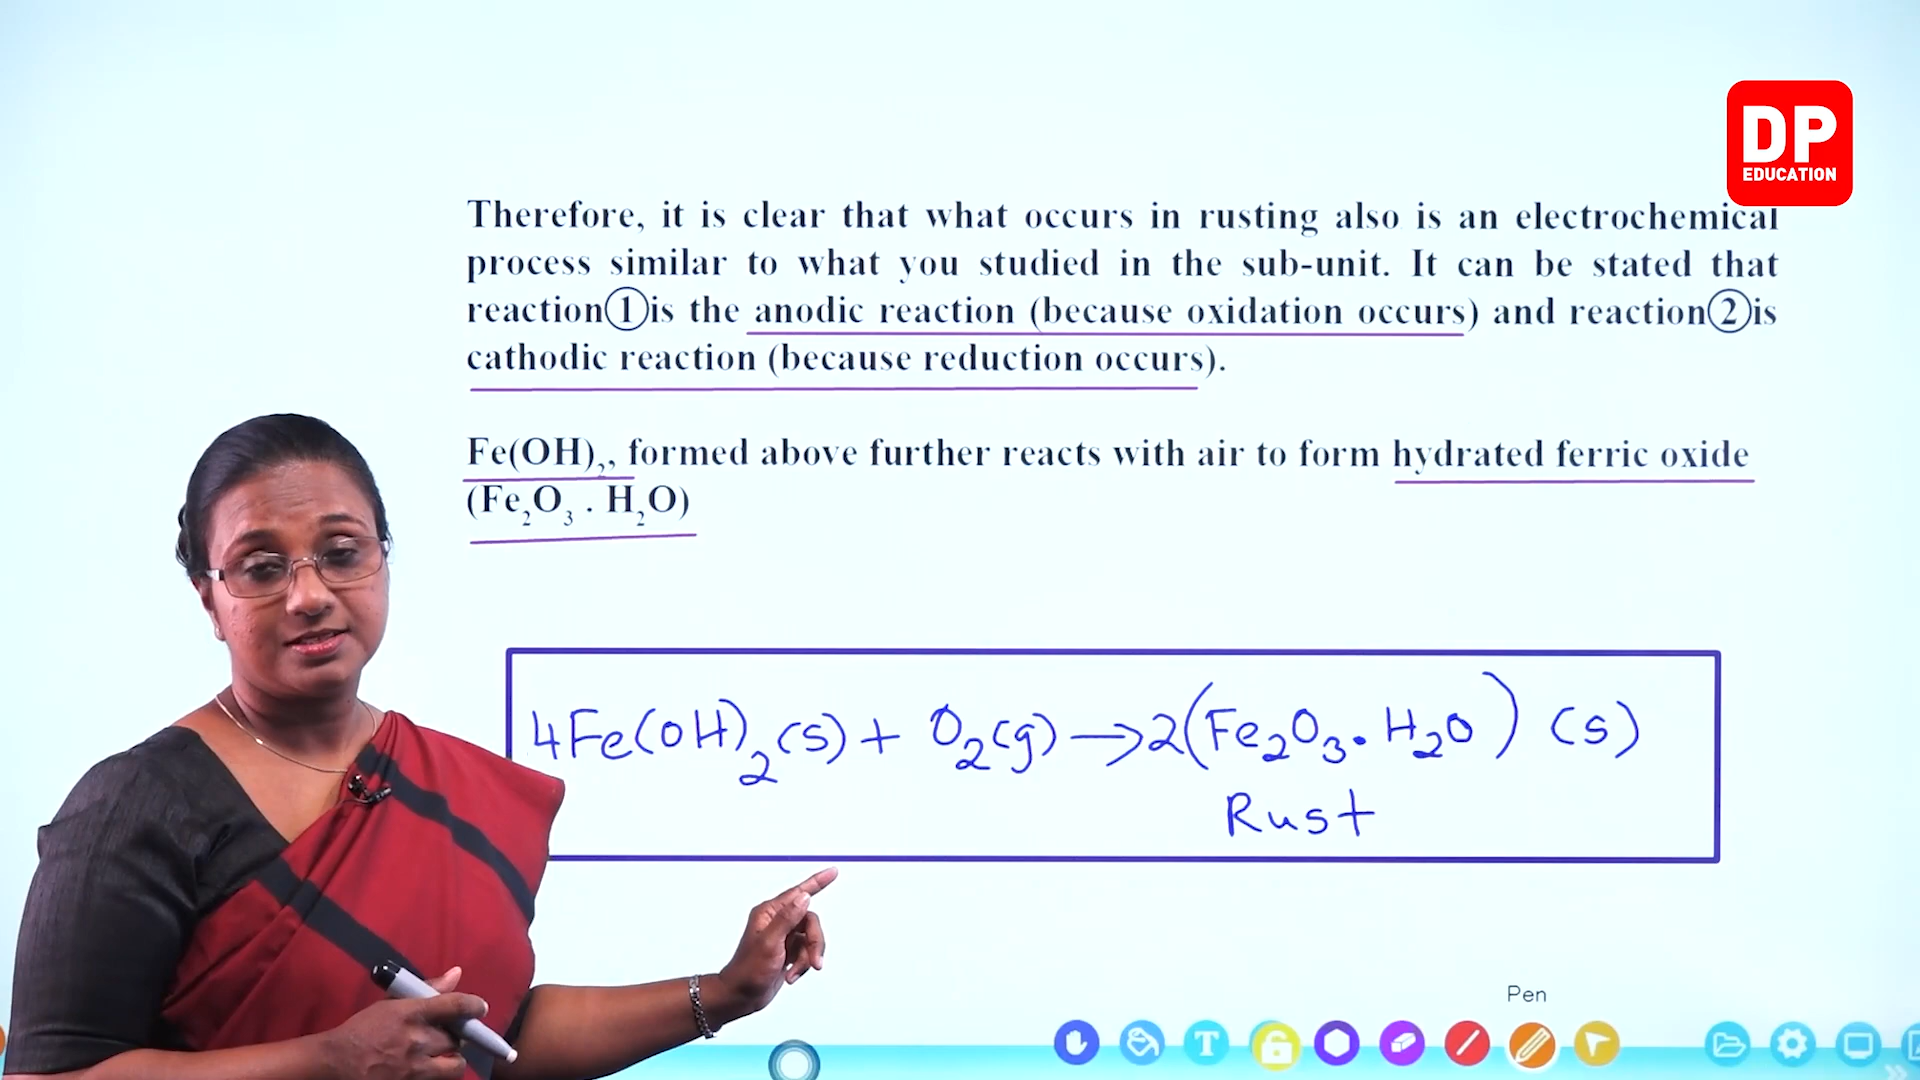 DP
EDUCATION
Therefore, it is clear that what occurs in rusting also is an electrochemical
process similar to what you studied in the sub-unit. It can be stated that
reaction①is the anodic reaction (because oxidation occurs) and reaction②is
cathodic reaction (because reduction occurs).
Fe(OH)₂, formed above further reacts with air to form hydrated ferric oxide
(Fe₂O₃ . H₂O)
4Fe(OH)₂(s) + O₂(g) → 2(Fe₂O₃.H₂O) (s)
Rust
Pen
T